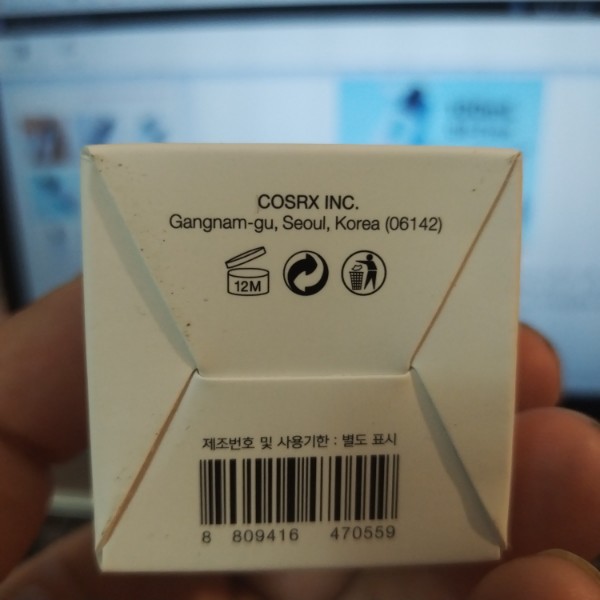 COSRX INC.
Gangnam-gu, Seoul, Korea (06142)
12M
제조번호 및 사용기한 : 별도 표시
8 809416 470559